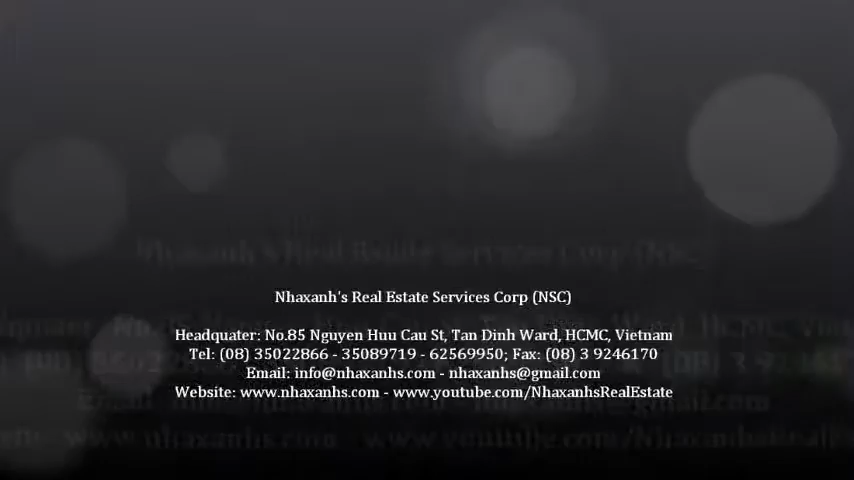 Nhaxanh's Real Estate Services Corp (NSC)
Headquater: No.85 Nguyen Huu Cau St, Tan Dinh Ward, HCMC, Vietnam
Tel: (08) 35022866 - 35089719 - 62569950; Fax: (08) 3 9246170
Email: info@nhaxanhs.com - nhaxanhs@gmail.com
Website: www.nhaxanhs.com - www.youtube.com/NhaxanhsRealEstate